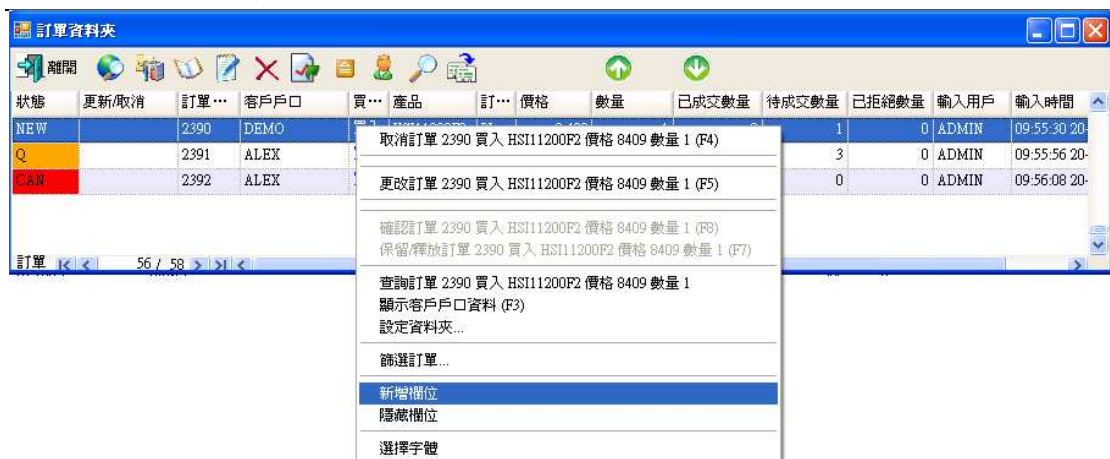 訂單資料夾
離開
狀態 更新/取消 訂單… 客戶戶口 買… 產品 訂… 價格 數量 已成交數量 待成交數量 已拒絕數量 輸入用戶 輸入時間
NEW 2390 DEMO 1 0 ADMIN 09:55:30 20-
Q 2391 ALEX 3 0 ADMIN 09:55:56 20-
CAN 2392 ALEX 0 0 ADMIN 09:56:08 20-
訂單 56 / 58
取消訂單 2390 買入 HSI11200F2 價格 8409 數量 1 (F4)
更改訂單 2390 買入 HSI11200F2 價格 8409 數量 1 (F5)
確認訂單 2390 買入 HSI11200F2 價格 8409 數量 1 (F8)
保留/釋放訂單 2390 買入 HSI11200F2 價格 8409 數量 1 (F7)
查詢訂單 2390 買入 HSI11200F2 價格 8409 數量 1
顯示客戶戶口資料 (F3)
設定資料夾...
篩選訂單...
新增欄位
隱藏欄位
選擇字體